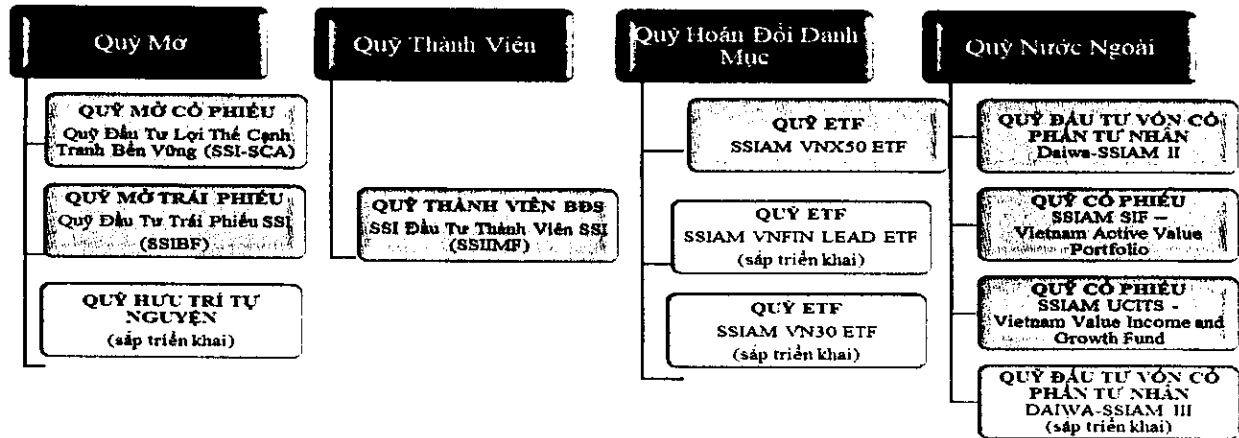 Quỹ Mở
QUỸ MỞ CỔ PHIẾU
Quỹ Đầu Tư Lợi Thế Cạnh
Tranh Bền Vững (SSI-SCA)
QUỸ MỞ TRÁI PHIẾU
Quỹ Đầu Tư Trái Phiếu SSI
(SSIBF)
QUỸ HƯU TRÍ TỰ
NGUYỆN
(sắp triển khai)
Quỹ Thành Viên
QUỸ THÀNH VIÊN BĐS
SSI Đầu Tư Thành Viên SSI
(SSIIMF)
Quỹ Hoán Đổi Danh
Mục
QUỸ ETF
SSIAM VNX50 ETF
QUỸ ETF
SSIAM VNFIN LEAD ETF
(sắp triển khai)
QUỸ ETF
SSIAM VN30 ETF
(sắp triển khai)
Quỹ Nước Ngoài
QUỸ ĐẦU TƯ VỐN CỔ
PHẦN TƯ NHÂN
Daiwa-SSIAM II
QUỸ CỔ PHIẾU
SSIAM SIF –
Vietnam Active Value
Portfolio
QUỸ CỔ PHIẾU
SSIAM UCITS -
Vietnam Value Income and
Growth Fund
QUỸ ĐẦU TƯ VỐN CỔ
PHẦN TƯ NHÂN
DAIWA-SSIAM III
(sắp triển khai)